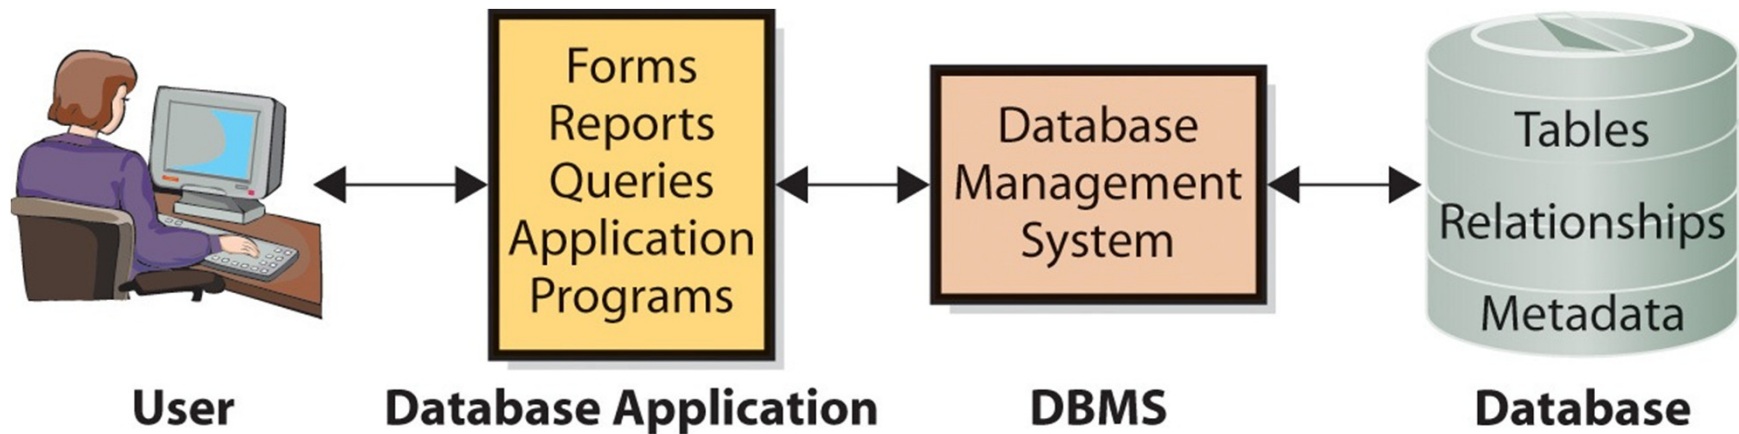 Forms
Reports
Queries
Application
Programs
Database
Management
System
Tables
Relationships
Metadata
User
Database Application
DBMS
Database